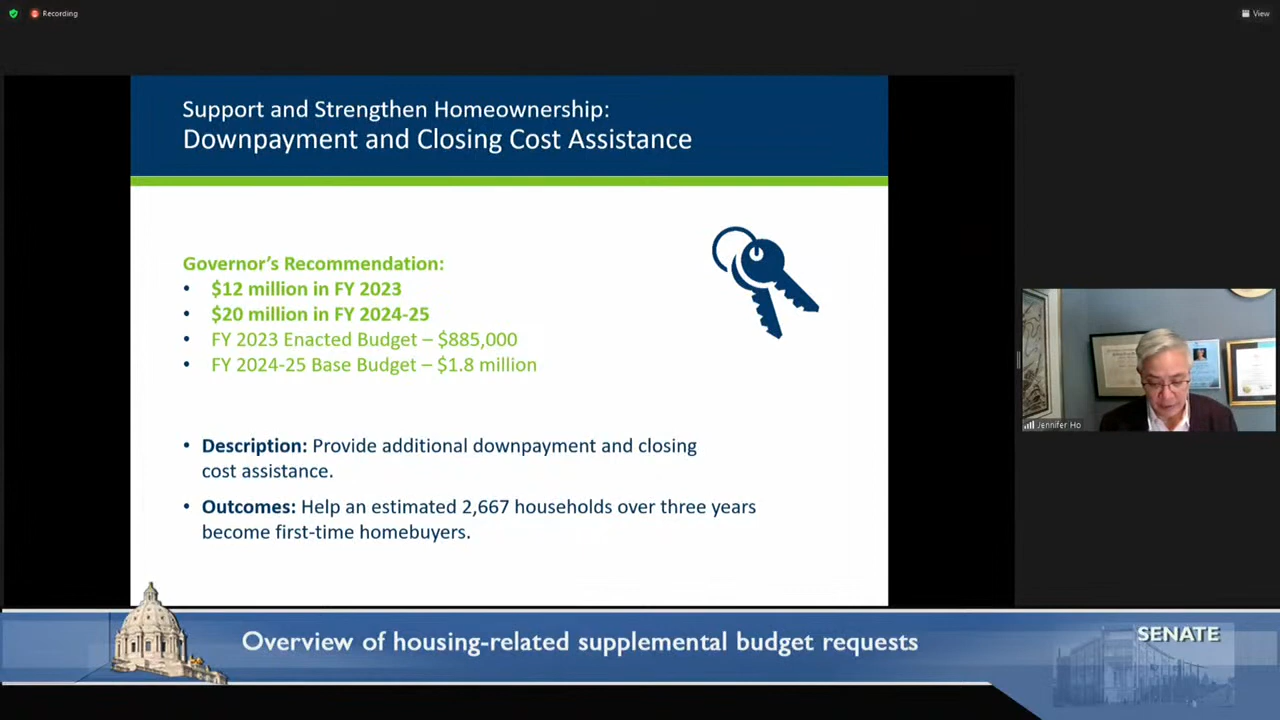 Recording
View
Support and Strengthen Homeownership:
Downpayment and Closing Cost Assistance
Governor's Recommendation:
• $12 million in FY 2023
• $20 million in FY 2024-25
• FY 2023 Enacted Budget – $885,000
• FY 2024-25 Base Budget – $1.8 million
• Description: Provide additional downpayment and closing
cost assistance.
• Outcomes: Help an estimated 2,667 households over three years
become first-time homebuyers.
Jennifer Ho
Overview of housing-related supplemental budget requests
SENATE